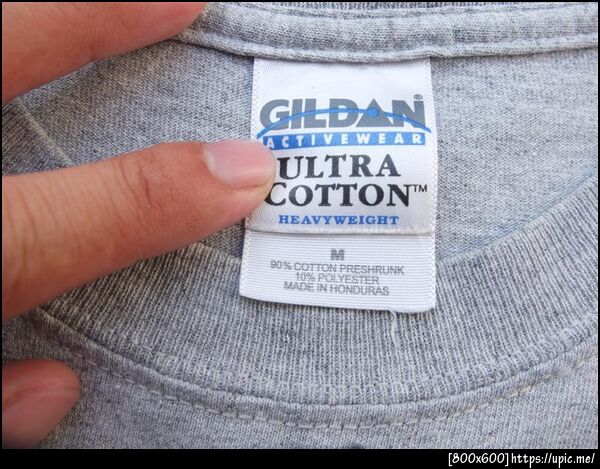 GILDAN®
ACTIVEWEAR
ULTRA
COTTON™
HEAVYWEIGHT
M
90% COTTON PRESHRUNK
10% POLYESTER
MADE IN HONDURAS
[800x600]https://upic.me/